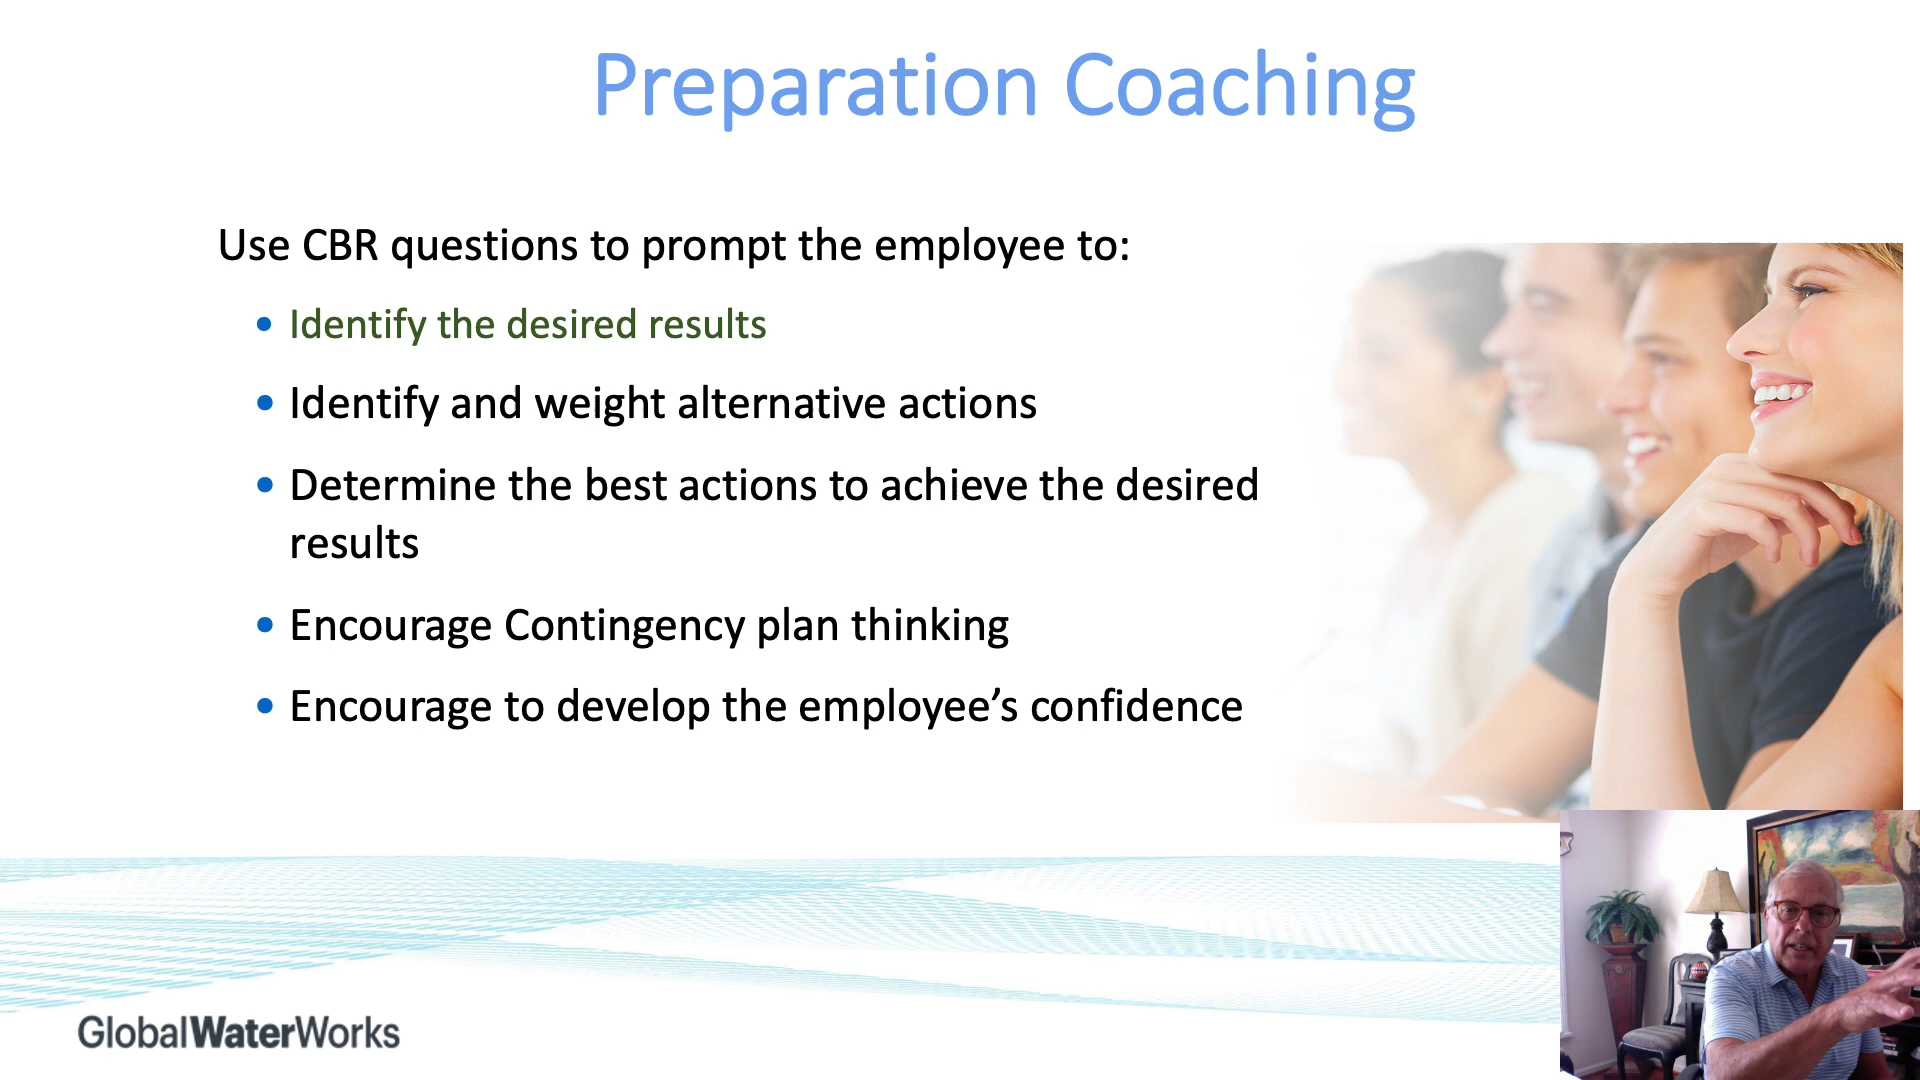 Preparation Coaching
Use CBR questions to prompt the employee to:
• Identify the desired results
• Identify and weight alternative actions
• Determine the best actions to achieve the desired
results
• Encourage Contingency plan thinking
• Encourage to develop the employee’s confidence
GlobalWaterWorks